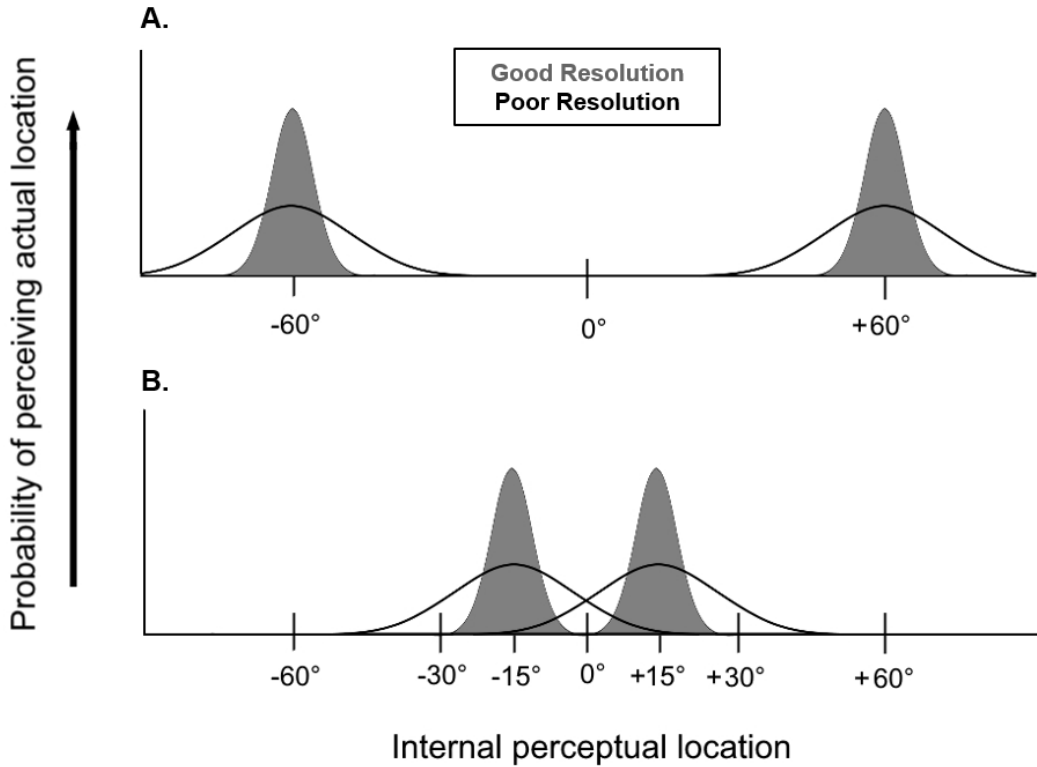 A.
Good Resolution
Poor Resolution
Probability of perceiving actual location
-60°
0°
+60°
B.
-60°
-30°
-15°
0°
+15°
+30°
+60°
Internal perceptual location